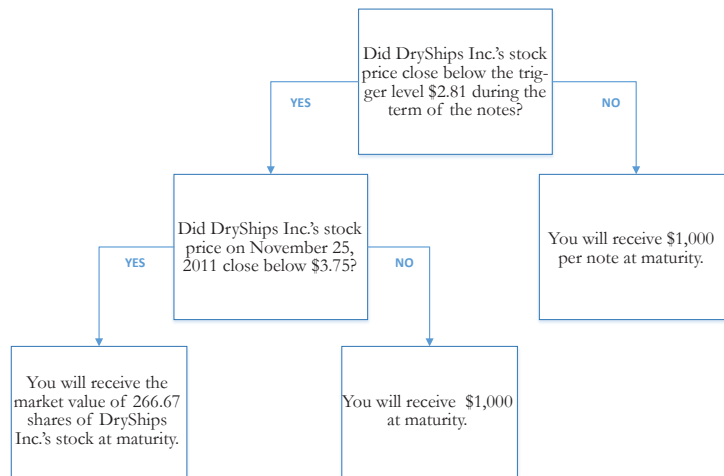 Did DryShips Inc.'s stock
price close below the trig-
ger level $2.81 during the
term of the notes?
YES
NO
Did DryShips Inc.'s stock
price on November 25,
2011 close below $3.75?
You will receive $1,000
per note at maturity.
YES
NO
You will receive the
market value of 266.67
shares of DryShips
Inc.'s stock at maturity.
You will receive $1,000
at maturity.